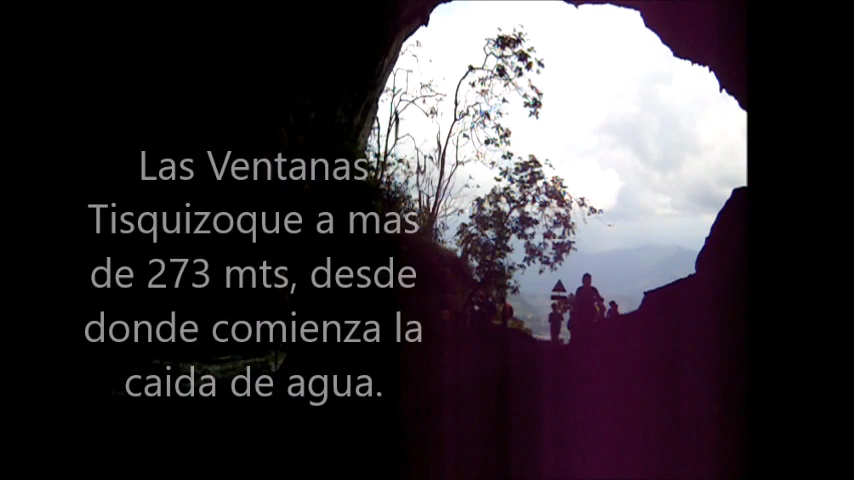 Las Ventanas
Tisquizoque a mas
de 273 mts, desde
donde comienza la
caida de agua.